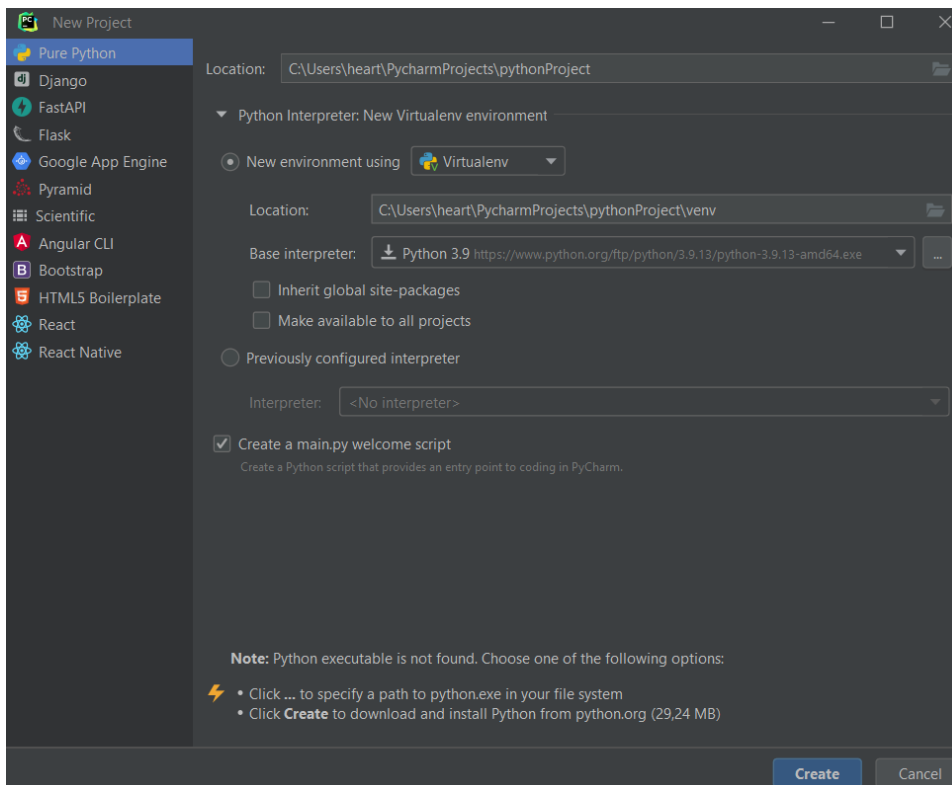 PC New Project
Pure Python
dj Django
FastAPI
Flask
Google App Engine
Pyramid
Scientific
A Angular CLI
B Bootstrap
5 HTML5 Boilerplate
React
React Native
Location: C:\Users\heart\PycharmProjects\pythonProject
Python Interpreter: New Virtualenv environment
New environment using Virtualenv
Location: C:\Users\heart\PycharmProjects\pythonProject\venv
Base interpreter: Python 3.9 https://www.python.org/ftp/python/3.9.13/python-3.9.13-amd64.exe ...
Inherit global site-packages
Make available to all projects
Previously configured interpreter
Interpreter: <No interpreter>
Create a main.py welcome script
Create a Python script that provides an entry point to coding in PyCharm.
Note: Python executable is not found. Choose one of the following options:
• Click ... to specify a path to python.exe in your file system
• Click Create to download and install Python from python.org (29,24 MB)
Create Cancel